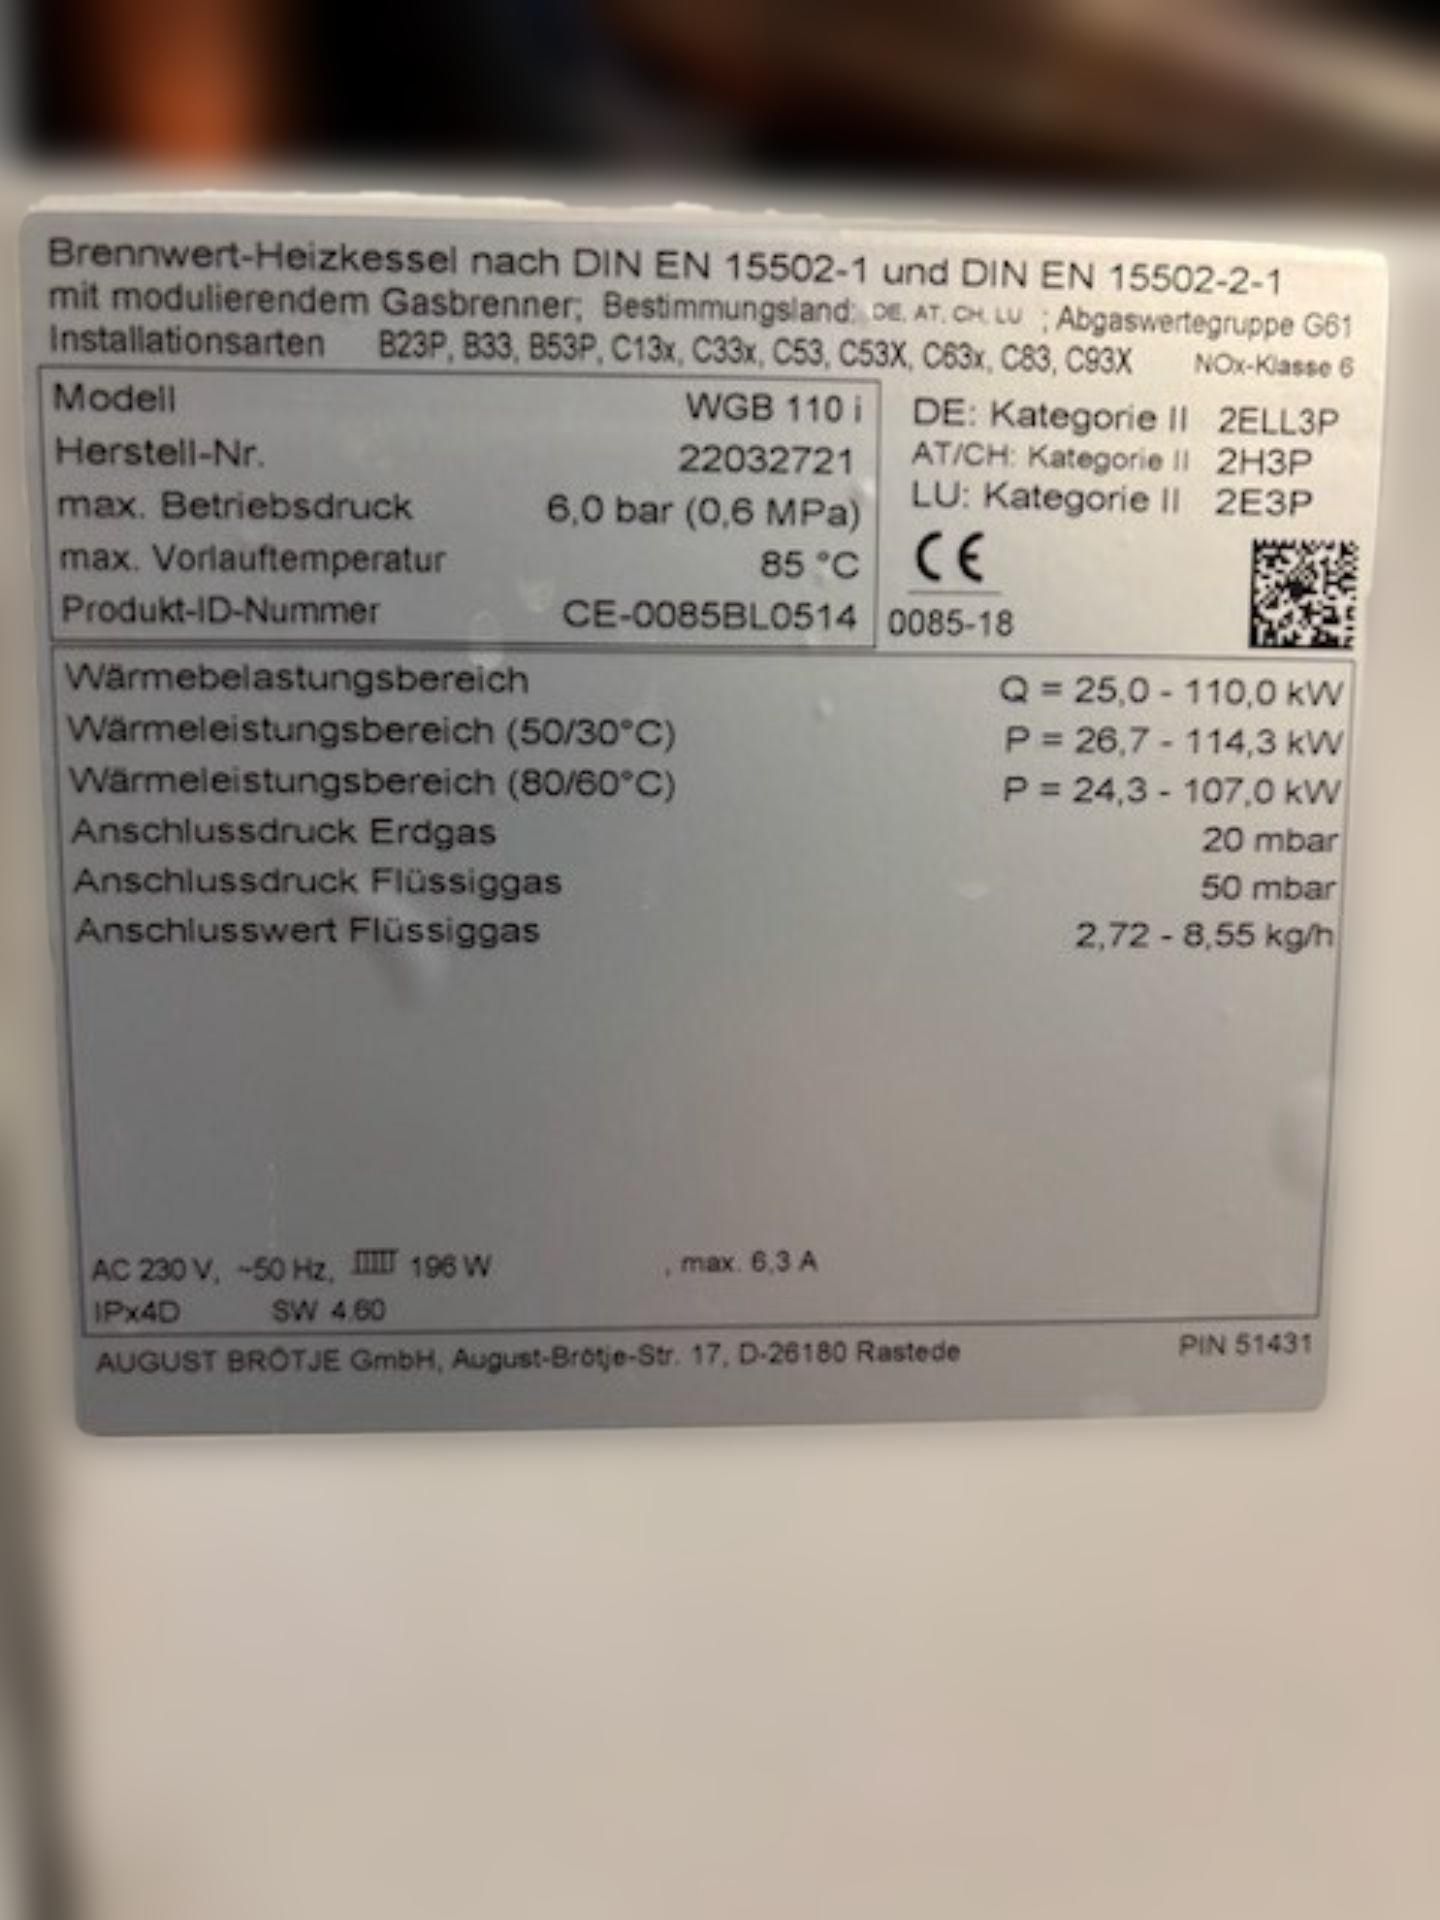 Brennwert-Heizkessel nach DIN EN 15502-1 und DIN EN 15502-2-1
mit modulierendem Gasbrenner; Bestimmungsland: DE, AT, CH, LU ; Abgaswertegruppe G61
Installationsarten B23P, B33, B53P, C13x, C33x, C53, C53X, C63x, C83, C93X NOx-Klasse 6
Modell WGB 110 i
Herstell-Nr. 22032721
max. Betriebsdruck 6,0 bar (0,6 MPa)
max. Vorlauftemperatur 85 °C
Produkt-ID-Nummer CE-0085BL0514
DE: Kategorie II 2ELL3P
AT/CH: Kategorie II 2H3P
LU: Kategorie II 2E3P
CE
0085-18
Wärmebelastungsbereich Q = 25,0 - 110,0 kW
Wärmeleistungsbereich (50/30°C) P = 26,7 - 114,3 kW
Wärmeleistungsbereich (80/60°C) P = 24,3 - 107,0 kW
Anschlussdruck Erdgas 20 mbar
Anschlussdruck Flüssiggas 50 mbar
Anschlusswert Flüssiggas 2,72 - 8,55 kg/h
AC 230 V, ~50 Hz, 196 W , max. 6,3 A
IPx4D SW 4.60
AUGUST BRÖTJE GmbH, August-Brötje-Str. 17, D-26180 Rastede PIN 51431